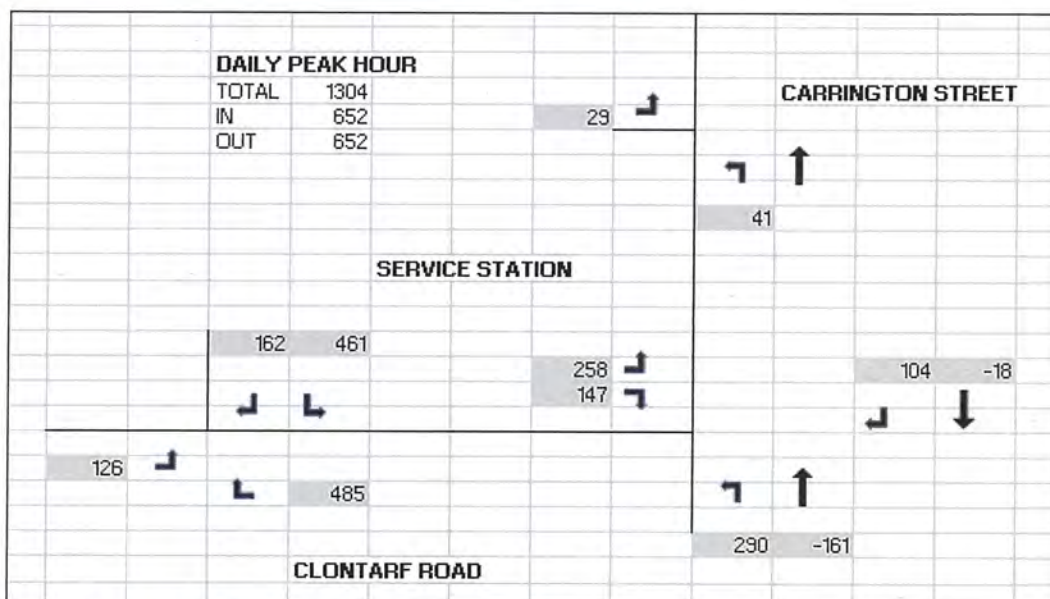 DAILY PEAK HOUR
TOTAL 1304
IN 652
OUT 652
29
CARRINGTON STREET
41
SERVICE STATION
162 461
258
147
104 -18
126
485
290 -161
CLONTARF ROAD